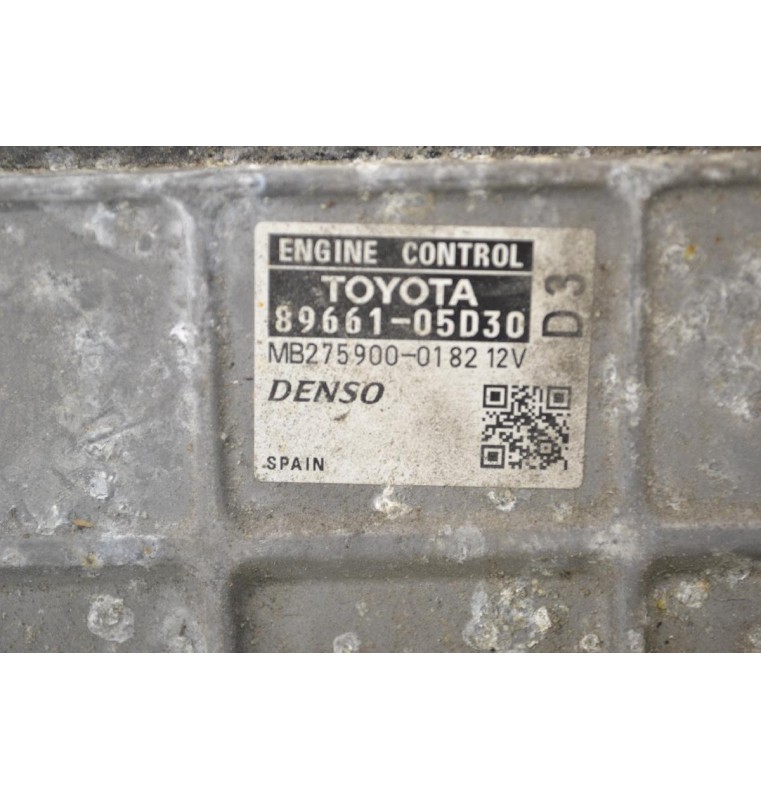 ENGINE CONTROL
TOYOTA
89661-05D30
D3
MB275900-0182 12V
DENSO
SPAIN